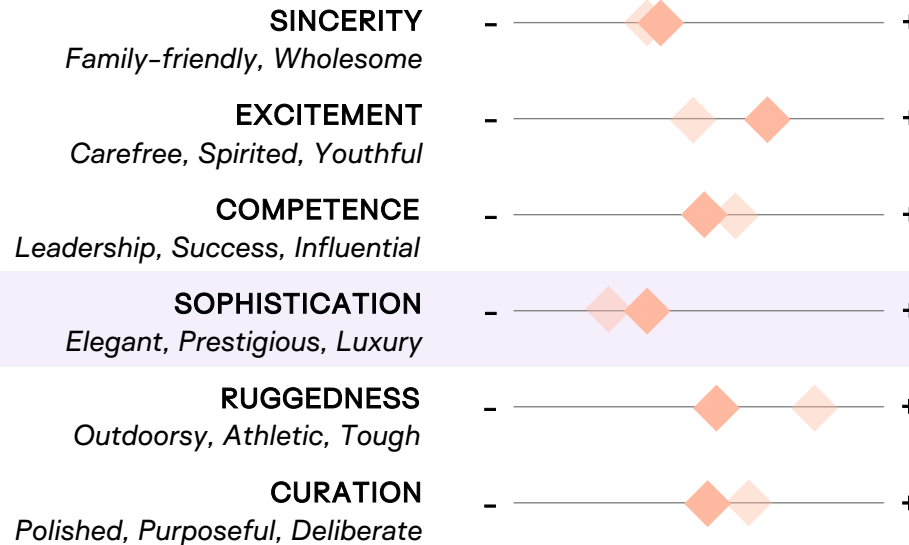 SINCERITY
- +
Family-friendly, Wholesome
EXCITEMENT
- +
Carefree, Spirited, Youthful
COMPETENCE
- +
Leadership, Success, Influential
SOPHISTICATION
- +
Elegant, Prestigious, Luxury
RUGGEDNESS
- +
Outdoorsy, Athletic, Tough
CURATION
- +
Polished, Purposeful, Deliberate